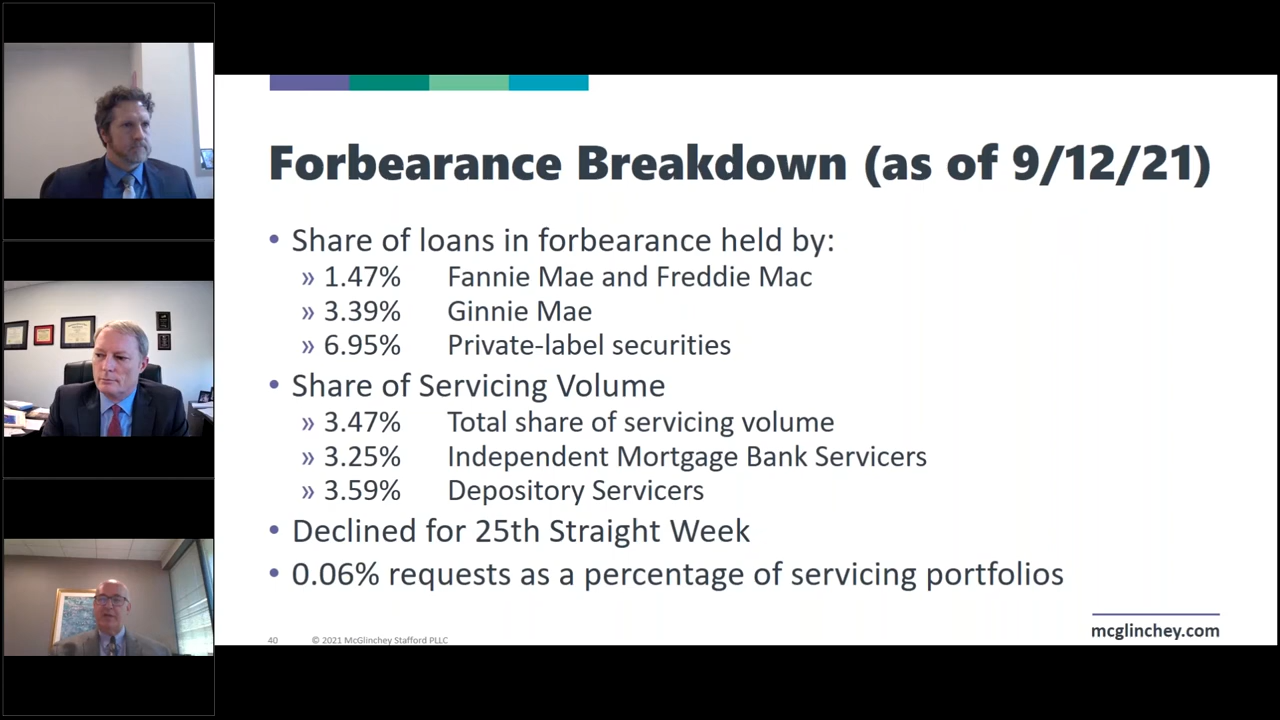 Forbearance Breakdown (as of 9/12/21)
• Share of loans in forbearance held by:
» 1.47% Fannie Mae and Freddie Mac
» 3.39% Ginnie Mae
» 6.95% Private-label securities
• Share of Servicing Volume
» 3.47% Total share of servicing volume
» 3.25% Independent Mortgage Bank Servicers
» 3.59% Depository Servicers
• Declined for 25th Straight Week
• 0.06% requests as a percentage of servicing portfolios
40 © 2021 McGlinchey Stafford PLLC
mcglinchey.com